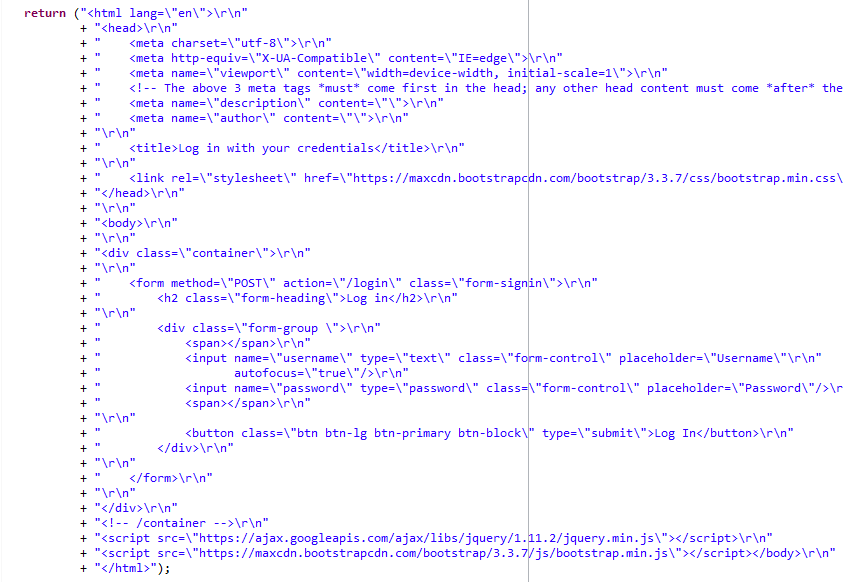 return ("<html lang=\"en\">\r\n"
+ "<head>\r\n"
+ "    <meta charset=\"utf-8\">\r\n"
+ "    <meta http-equiv=\"X-UA-Compatible\" content=\"IE=edge\">\r\n"
+ "    <meta name=\"viewport\" content=\"width=device-width, initial-scale=1\">\r\n"
+ "    <!-- The above 3 meta tags *must* come first in the head; any other head content must come *after* the
+ "    <meta name=\"description\" content=\"\">\r\n"
+ "    <meta name=\"author\" content=\"\">\r\n"
+ "\r\n"
+ "    <title>Log in with your credentials</title>\r\n"
+ "\r\n"
+ "    <link rel=\"stylesheet\" href=\"https://maxcdn.bootstrapcdn.com/bootstrap/3.3.7/css/bootstrap.min.css\
+ "</head>\r\n"
+ "\r\n"
+ "<body>\r\n"
+ "\r\n"
+ "<div class=\"container\">\r\n"
+ "\r\n"
+ "    <form method=\"POST\" action=\"/login\" class=\"form-signin\">\r\n"
+ "        <h2 class=\"form-heading\">Log in</h2>\r\n"
+ "\r\n"
+ "        <div class=\"form-group \">\r\n"
+ "            <span></span>\r\n"
+ "            <input name=\"username\" type=\"text\" class=\"form-control\" placeholder=\"Username\"\r\n"
+ "                   autofocus=\"true\"/>\r\n"
+ "            <input name=\"password\" type=\"password\" class=\"form-control\" placeholder=\"Password\"/>\r
+ "            <span></span>\r\n"
+ "\r\n"
+ "            <button class=\"btn btn-lg btn-primary btn-block\" type=\"submit\">Log In</button>\r\n"
+ "        </div>\r\n"
+ "\r\n"
+ "    </form>\r\n"
+ "\r\n"
+ "</div>\r\n"
+ "<!-- /container -->\r\n"
+ "<script src=\"https://ajax.googleapis.com/ajax/libs/jquery/1.11.2/jquery.min.js\"></script>\r\n"
+ "<script src=\"https://maxcdn.bootstrapcdn.com/bootstrap/3.3.7/js/bootstrap.min.js\"></script></body>\r\n"
+ "</html>");